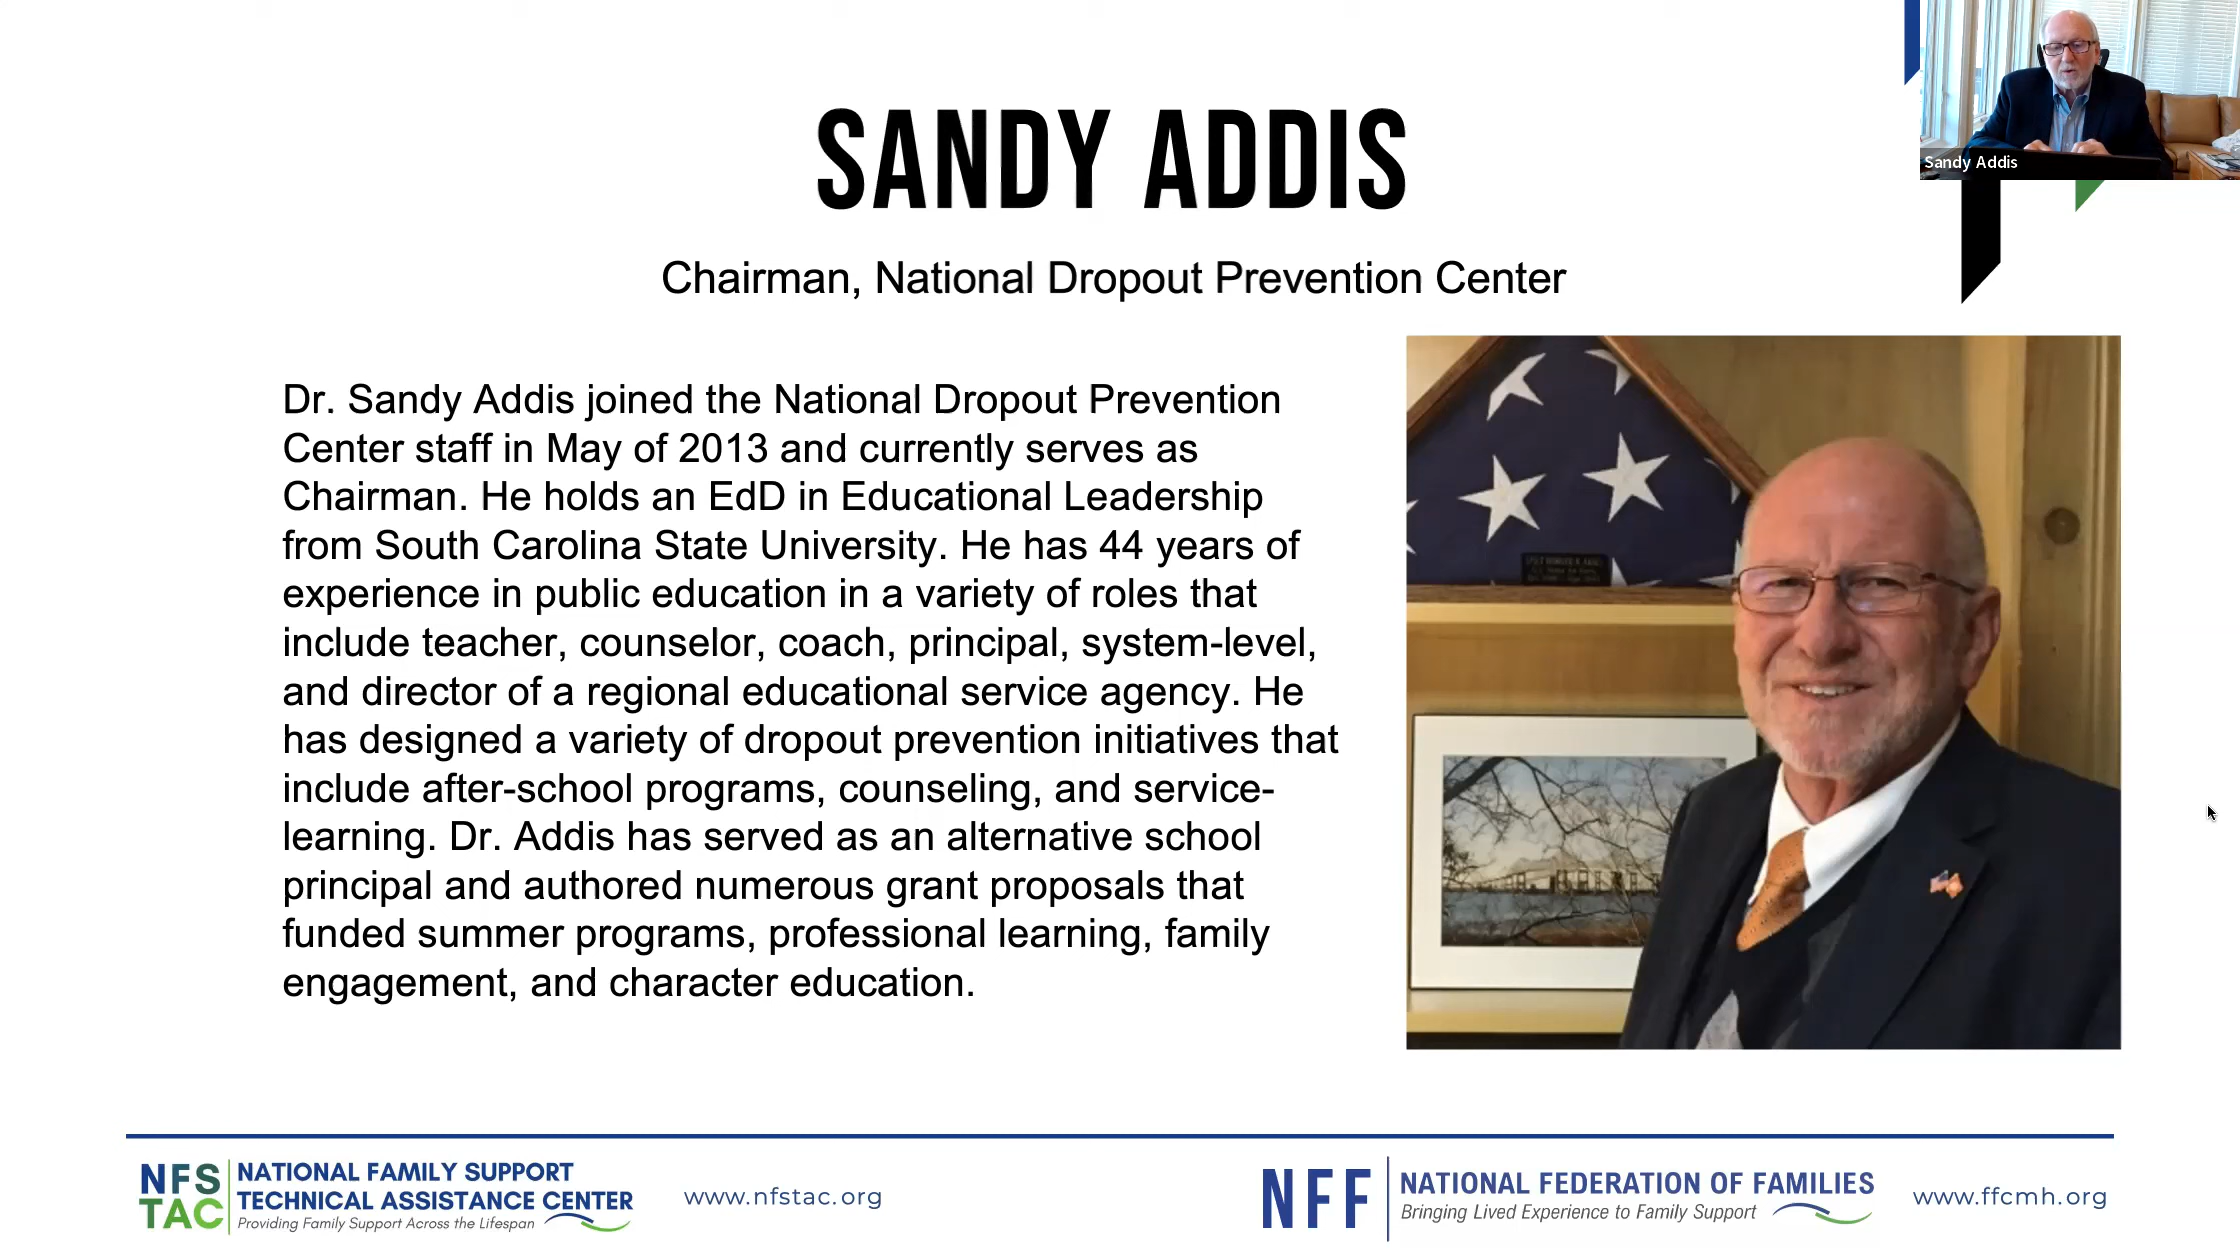 SANDY ADDIS
Sandy Addis
Chairman, National Dropout Prevention Center
Dr. Sandy Addis joined the National Dropout Prevention
Center staff in May of 2013 and currently serves as
Chairman. He holds an EdD in Educational Leadership
from South Carolina State University. He has 44 years of
experience in public education in a variety of roles that
include teacher, counselor, coach, principal, system-level,
and director of a regional educational service agency. He
has designed a variety of dropout prevention initiatives that
include after-school programs, counseling, and service-
learning. Dr. Addis has served as an alternative school
principal and authored numerous grant proposals that
funded summer programs, professional learning, family
engagement, and character education.
NFS
TAC
NATIONAL FAMILY SUPPORT
TECHNICAL ASSISTANCE CENTER
Providing Family Support Across the Lifespan
www.nfstac.org
NFF
NATIONAL FEDERATION OF FAMILIES
Bringing Lived Experience to Family Support
www.ffcmh.org